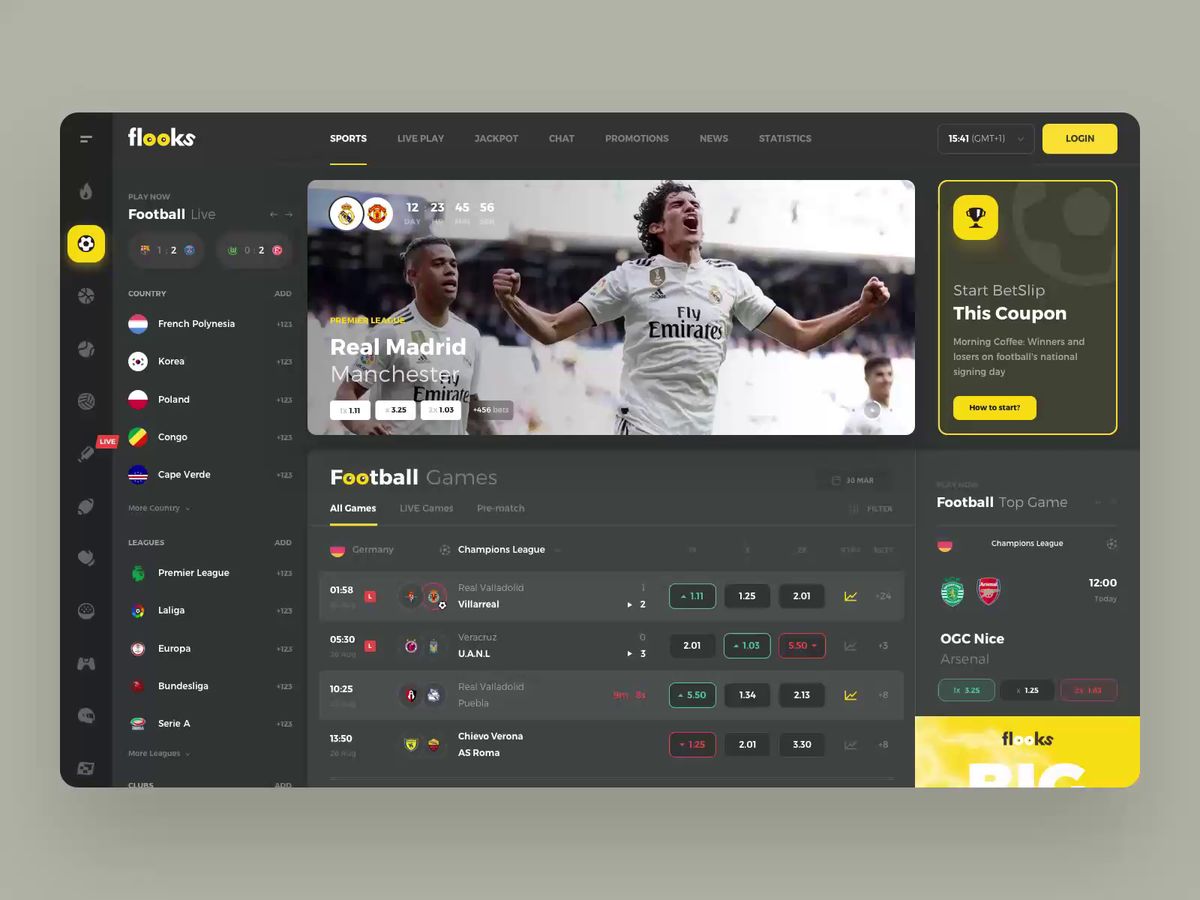 flooks
SPORTS
LIVE PLAY
JACKPOT
CHAT
PROMOTIONS
NEWS
STATISTICS
15:41 (GMT+1)
LOGIN
PLAY NOW
Football Live
1 : 2
0 : 2
COUNTRY ADD
French Polynesia +123
Korea +123
Poland +123
Congo +123
Cape Verde +123
More Country
LIVE
LEAGUES ADD
Premier League +123
Laliga +123
Europa +123
Bundesliga +123
Serie A +123
More Leagues
CLUBS ADD
12 : 23 45 56
DAY HR MIN SEK
PREMIER LEAGUE
Real Madrid
Manchester
1x 1.11
x 3.25
2x 1.03
+456 bets
Fly
Emirates
Fly
Emirates
Start BetSlip
This Coupon
Morning Coffee: Winners and
losers on football's national
signing day
How to start?
Football Games
30 MAR
All Games
LIVE Games
Pre-match
FILTER
Germany
Champions League
1X X 2X
01:58 L Real Valladolid 1
Villarreal 2
1.11 1.25 2.01 +24
05:30 L Veracruz 0
26 Aug U.A.N.L 3
2.01 1.03 5.50 +3
10:25 Real Valladolid
Puebla
9m 8s
5.50 1.34 2.13 +8
13:50 Chievo Verona
26 Aug AS Roma
1.25 2.01 3.30 +8
PLAY NOW
Football Top Game
Champions League
Arsenal
12:00
Today
OGC Nice
Arsenal
1x 3.25
x 1.25
2x 1.03
flooks
BIG